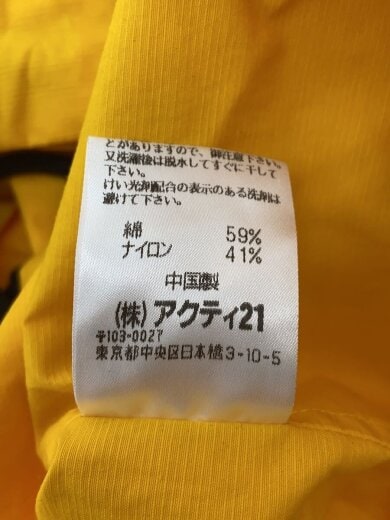 とがありますので、御注意下さい。
又洗濯後は脱水してすぐに干して
下さい。
けい光剤配合の表示のある洗剤は
避けて下さい。
綿 59%
ナイロン 41%
中国製
(株)アクティ21
〒103-0027
東京都中央区日本橋3-10-5